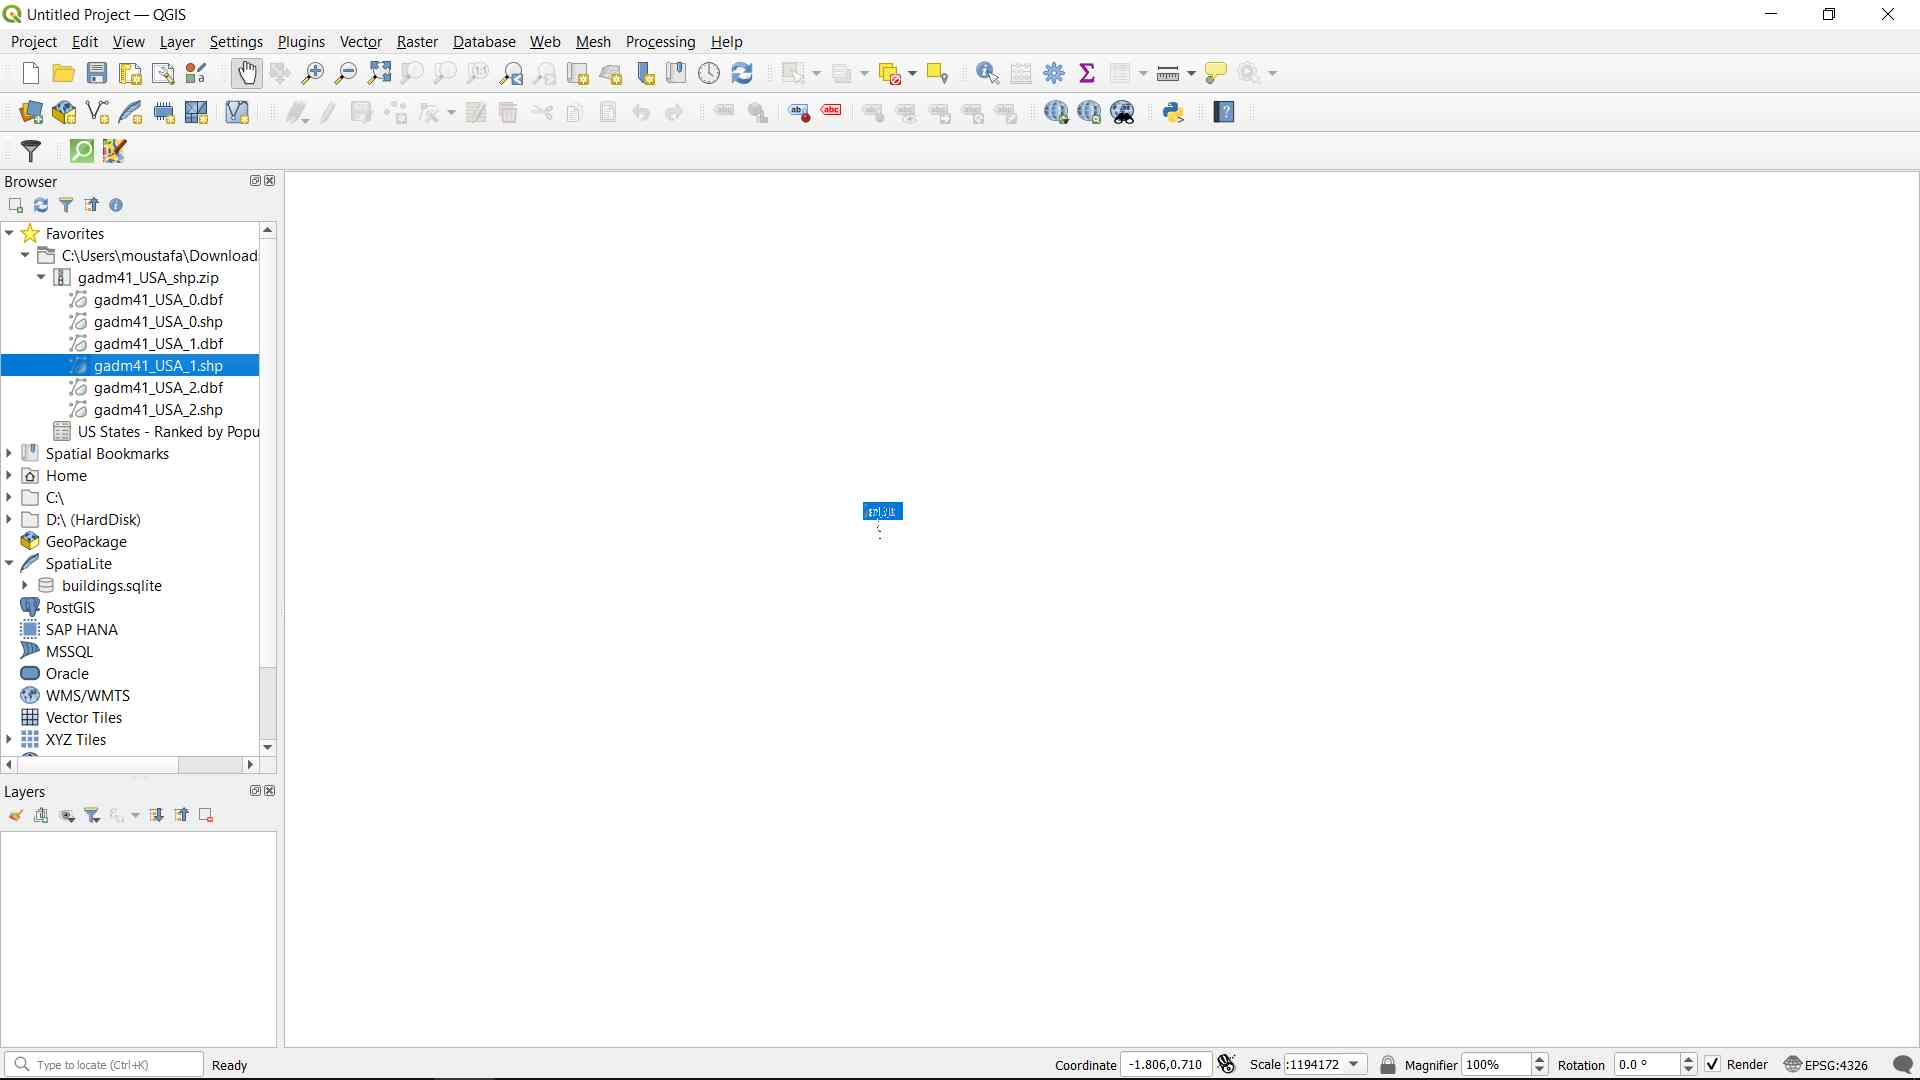 Untitled Project — QGIS
Project Edit View Layer Settings Plugins Vector Raster Database Web Mesh Processing Help
Browser
Favorites
C:\Users\moustafa\Download
gadm41_USA_shp.zip
gadm41_USA_0.dbf
gadm41_USA_0.shp
gadm41_USA_1.dbf
gadm41_USA_1.shp
gadm41_USA_2.dbf
gadm41_USA_2.shp
US States - Ranked by Popu
Spatial Bookmarks
Home
C:\
D:\ (HardDisk)
GeoPackage
SpatiaLite
buildings.sqlite
PostGIS
SAP HANA
MSSQL
Oracle
WMS/WMTS
Vector Tiles
XYZ Tiles
Layers
Type to locate (Ctrl+K) Ready Coordinate -1.806,0.710 Scale :1194172 Magnifier 100% Rotation 0.0 ° Render EPSG:4326